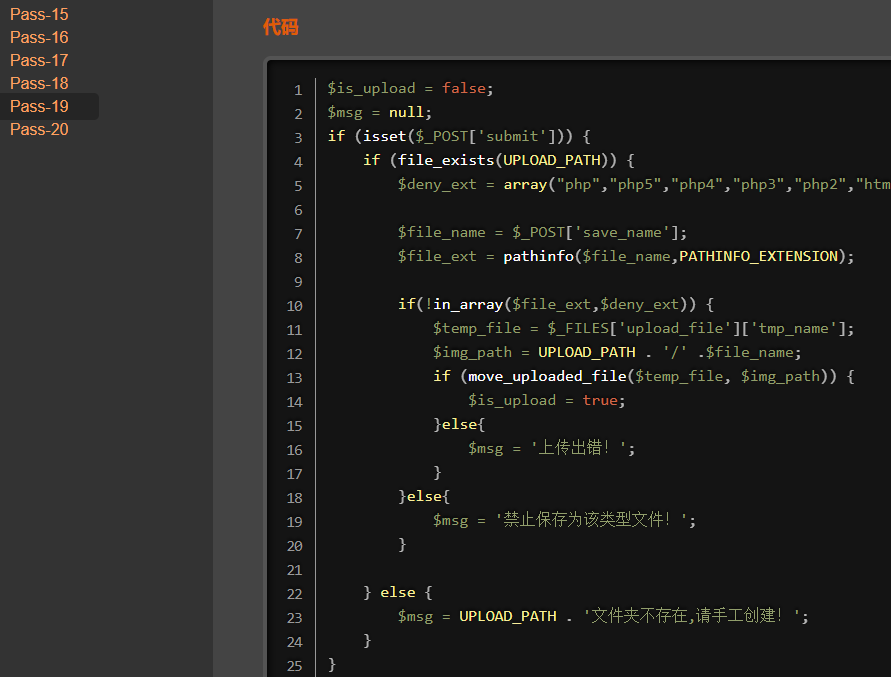 Pass-15
Pass-16
Pass-17
Pass-18
Pass-19
Pass-20
代码
1 $is_upload = false;
2 $msg = null;
3 if (isset($_POST['submit'])) {
4 if (file_exists(UPLOAD_PATH)) {
5 $deny_ext = array("php","php5","php4","php3","php2","htm
6
7 $file_name = $_POST['save_name'];
8 $file_ext = pathinfo($file_name,PATHINFO_EXTENSION);
9
10 if(!in_array($file_ext,$deny_ext)) {
11 $temp_file = $_FILES['upload_file']['tmp_name'];
12 $img_path = UPLOAD_PATH . '/' .$file_name;
13 if (move_uploaded_file($temp_file, $img_path)) {
14 $is_upload = true;
15 }else{
16 $msg = '上传出错！';
17 }
18 }else{
19 $msg = '禁止保存为该类型文件！';
20 }
21
22 } else {
23 $msg = UPLOAD_PATH . '文件夹不存在,请手工创建！';
24 }
25 }